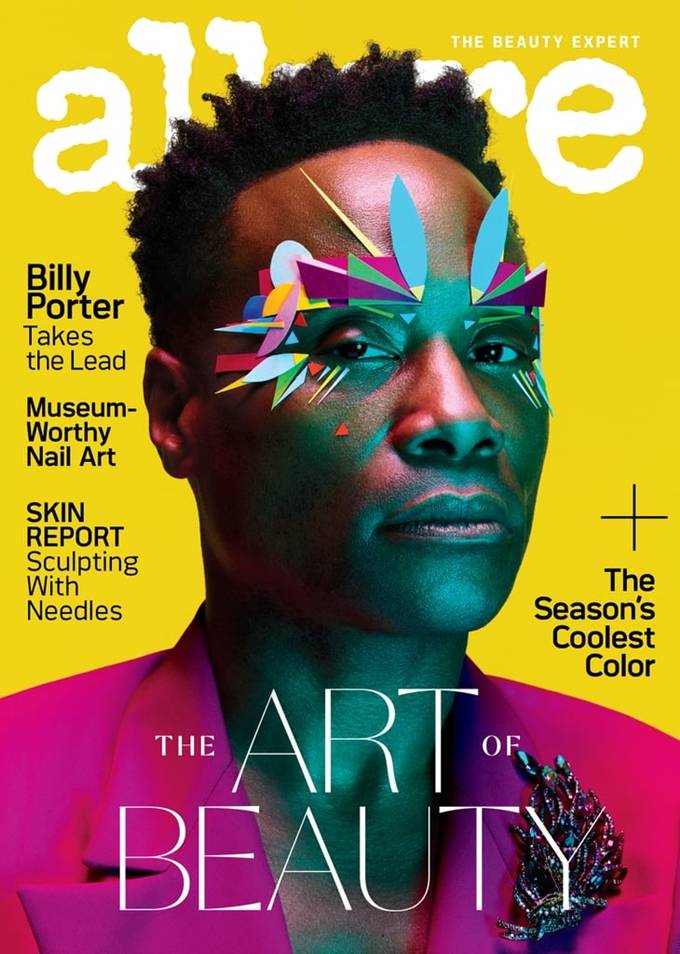 THE BEAUTY EXPERT
allure
Billy
Porter
Takes
the Lead
Museum-
Worthy
Nail Art
SKIN
REPORT
Sculpting
With
Needles
The
Season's
Coolest
Color
THE ART OF
BEAUTY